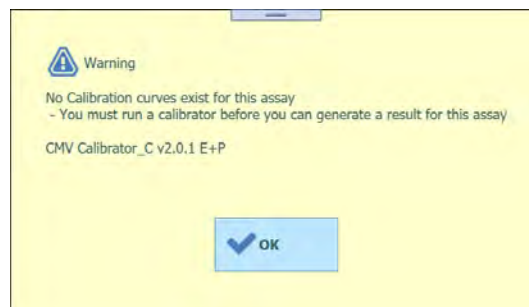 Warning
No Calibration curves exist for this assay
- You must run a calibrator before you can generate a result for this assay
CMV Calibrator_C v2.0.1 E+P
OK